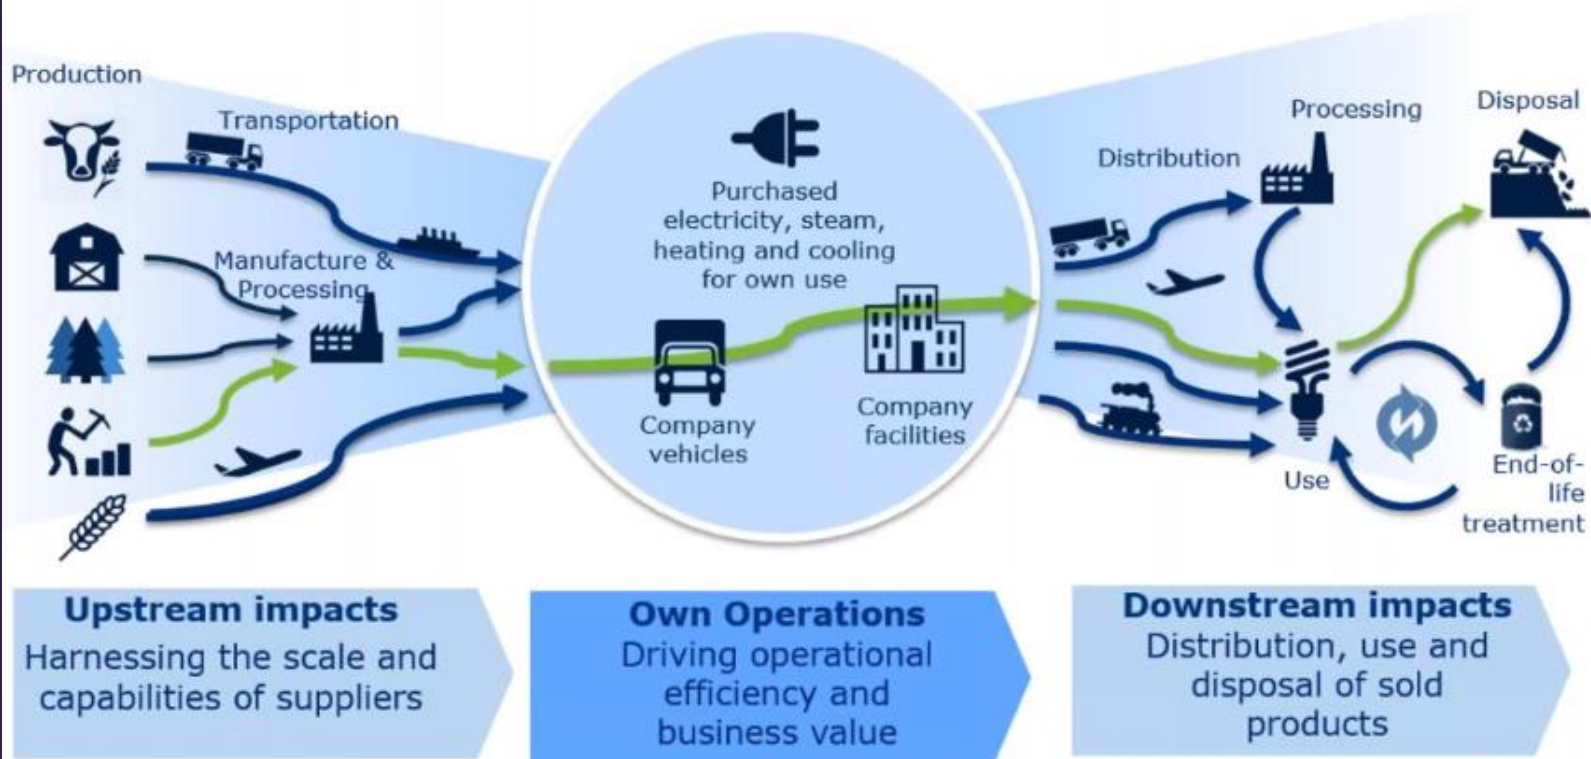 Production
Transportation
Manufacture &
Processing
Purchased
electricity, steam,
heating and cooling
for own use
Company
vehicles
Company
facilities
Distribution
Processing
Disposal
Use
End-of-
life
treatment
Upstream impacts
Harnessing the scale and
capabilities of suppliers
Own Operations
Driving operational
efficiency and
business value
Downstream impacts
Distribution, use and
disposal of sold
products